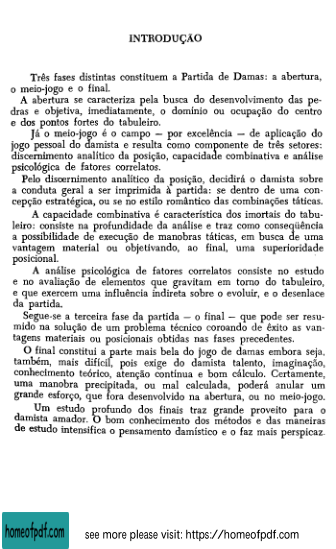 INTRODUÇÃO
Três fases distintas constituem a Partida de Damas: a abertura,
o meio-jogo e o final.
A abertura se caracteriza pela busca do desenvolvimento das pe-
dras e objetiva, imediatamente, o domínio ou ocupação do centro
e dos pontos fortes do tabuleiro.
Já o meio-jogo é o campo — por excelência — de aplicação do
jogo pessoal do damista e resulta como componente de três setores:
discernimento analítico da posição, capacidade combinativa e análise
psicológica de fatores correlatos.
Pelo discernimento analítico da posição, decidirá o damista sobre
a conduta geral a ser imprimida à partida: se dentro de uma con-
cepção estratégica, ou se no estilo romântico das combinações táticas.
A capacidade combinativa é característica dos imortais do tabu-
leiro: consiste na profundidade da análise e traz como conseqüência
a possibilidade de execução de manobras táticas, em busca de uma
vantagem material ou objetivando, ao final, uma superioridade
posicional.
A análise psicológica de fatores correlatos consiste no estudo
e no avaliação de elementos que gravitam em torno do tabuleiro,
e que exercem uma influência indireta sobre o evoluir, e o desenlace
da partida.
Segue-se a terceira fase da partida — o final — que pode ser resu-
mido na solução de um problema técnico coroando de êxito as van-
tagens materiais ou posicionais obtidas nas fases precedentes.
O final constitui a parte mais bela do jogo de damas embora seja,
também, mais difícil, pois exige do damista talento, imaginação,
conhecimento teórico, atenção contínua e bom cálculo. Certamente,
uma manobra precipitada, ou mal calculada, poderá anular um
grande esforço, que fora desenvolvido na abertura, ou no meio-jogo.
Um estudo profundo dos finais traz grande proveito para o
damista amador. O bom conhecimento dos métodos e das maneiras
de estudo intensifica o pensamento damístico e o faz mais perspicaz.
homeofpdf.com
see more please visit: https://homeofpdf.com